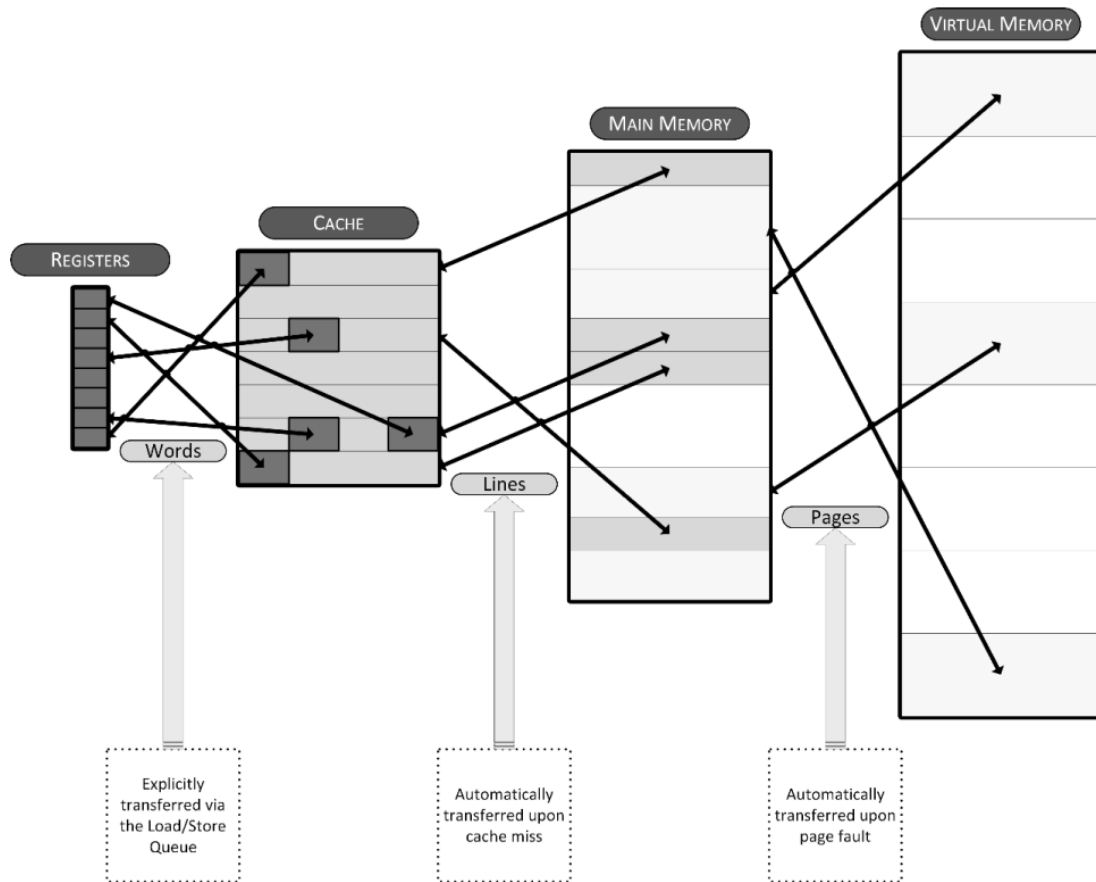 VIRTUAL MEMORY
MAIN MEMORY
CACHE
REGISTERS
Words
Lines
Pages
Explicitly
transferred via
the Load/Store
Queue
Automatically
transferred upon
cache miss
Automatically
transferred upon
page fault